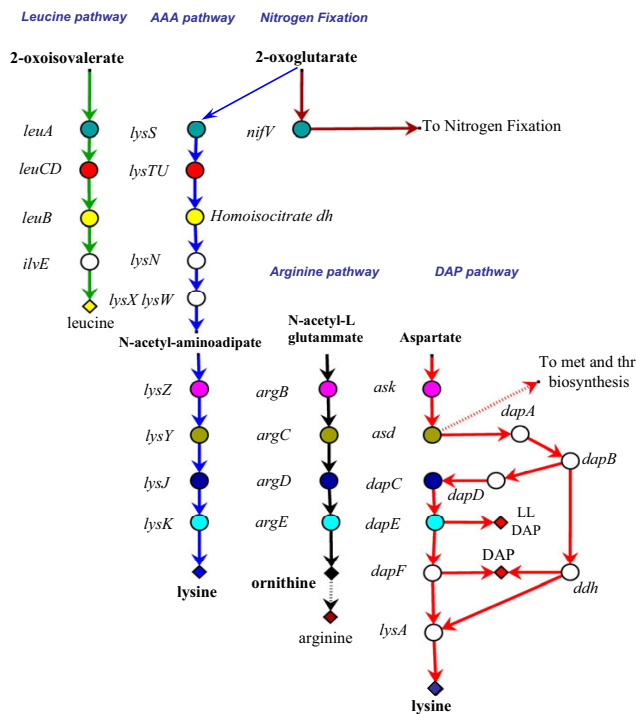 Leucine pathway AAA pathway Nitrogen Fixation
2-oxoisovalerate 2-oxoglutarate
leuA lysS nifV To Nitrogen Fixation
leuCD lysTU
leuB Homoisocitrate dh
ilvE lysN
Arginine pathway DAP pathway
lysX lysW
leucine
N-acetyl-L
glutammate
N-acetyl-aminoadipate Aspartate
To met and thr
biosynthesis
lysZ argB ask
dapA
lysY argC asd
dapB
lysJ argD dapC dapD
LL
DAP
lysK argE dapE
DAP
dapF
ddh
lysine ornithine
lysA
arginine
lysine